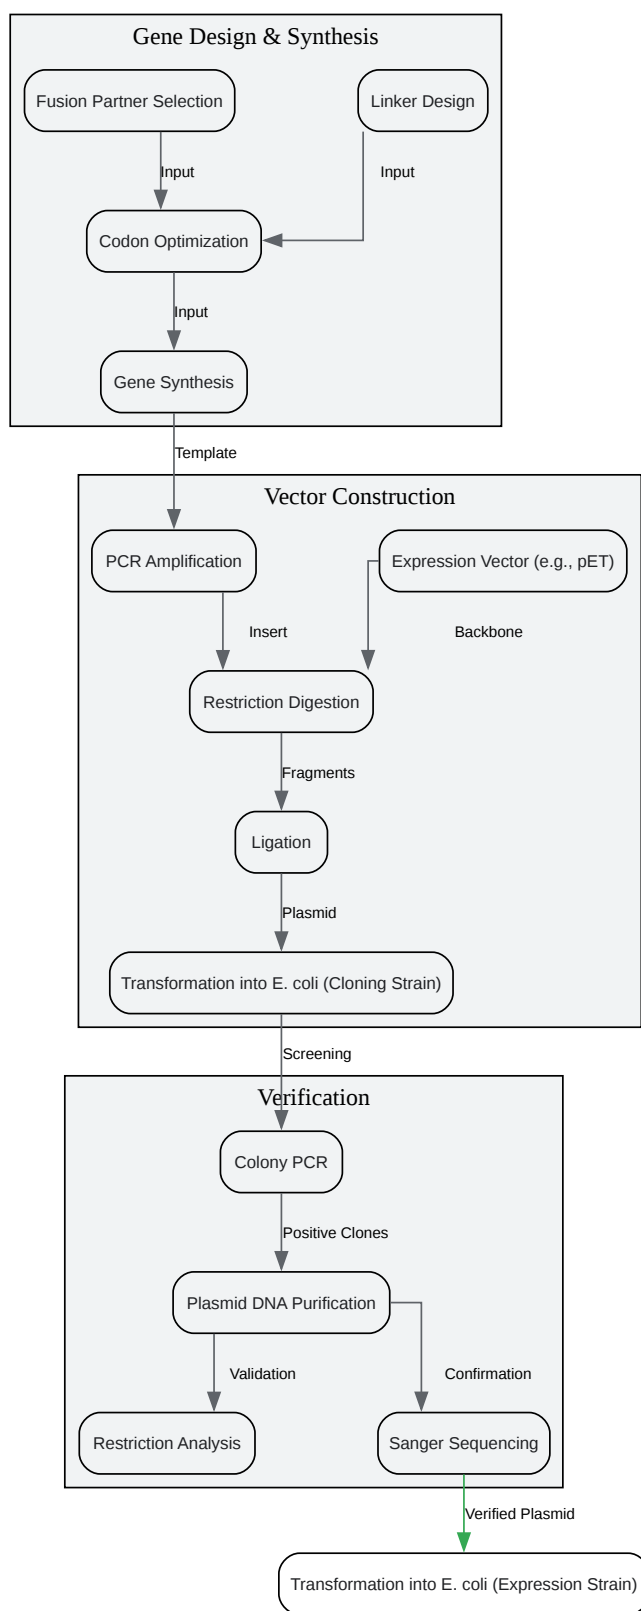 Gene Design & Synthesis
Fusion Partner Selection
Linker Design
Input
Input
Codon Optimization
Input
Gene Synthesis
Template
Vector Construction
PCR Amplification
Expression Vector (e.g., pET)
Insert
Backbone
Restriction Digestion
Fragments
Ligation
Plasmid
Transformation into E. coli (Cloning Strain)
Screening
Verification
Colony PCR
Positive Clones
Plasmid DNA Purification
Validation
Confirmation
Restriction Analysis
Sanger Sequencing
Verified Plasmid
Transformation into E. coli (Expression Strain)